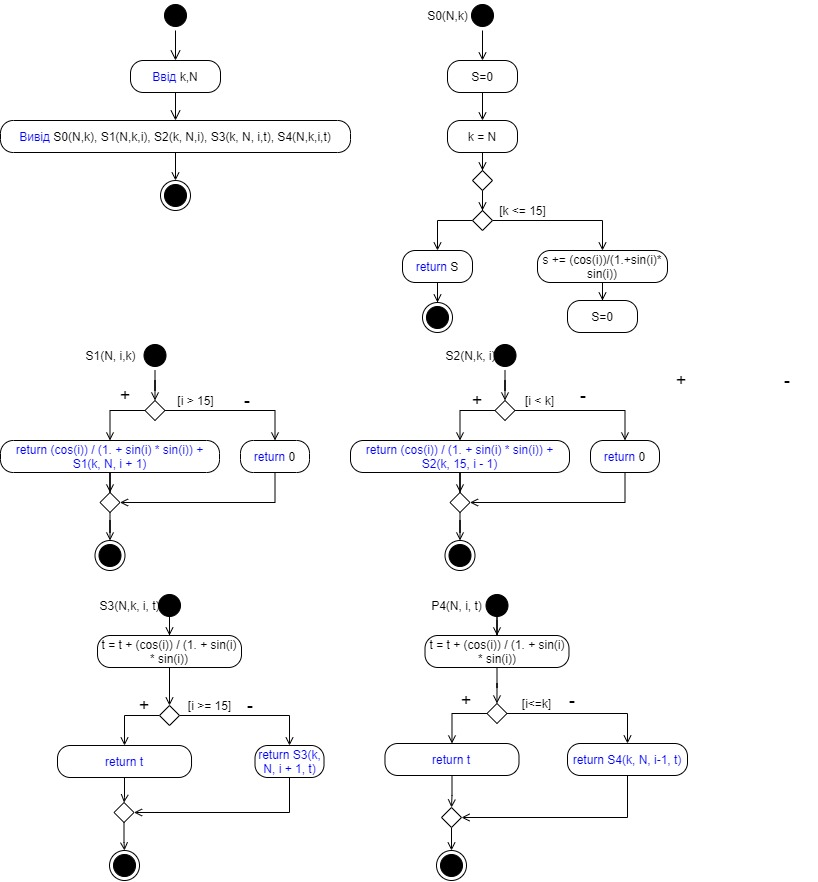 S0(N,k)
Ввід k,N
S=0
Вивід S0(N,k), S1(N,k,i), S2(k, N,i), S3(k, N, i,t), S4(N,k,i,t)
k = N
[k <= 15]
return S
s += (cos(i))/(1.+sin(i)*
sin(i))
S=0
S1(N, i,k)
+
[i > 15]
-
return (cos(i)) / (1. + sin(i) * sin(i)) +
S1(k, N, i + 1)
return 0
S2(N,k, i)
+
[i < k]
-
return (cos(i)) / (1. + sin(i) * sin(i)) +
S2(k, 15, i - 1)
return 0
+
-
S3(N,k, i, t)
t = t + (cos(i)) / (1. + sin(i)
* sin(i))
+
[i >= 15]
-
return t
return S3(k,
N, i + 1, t)
P4(N, i, t)
t = t + (cos(i)) / (1. + sin(i)
* sin(i))
+
[i<=k]
-
return t
return S4(k, N, i-1, t)